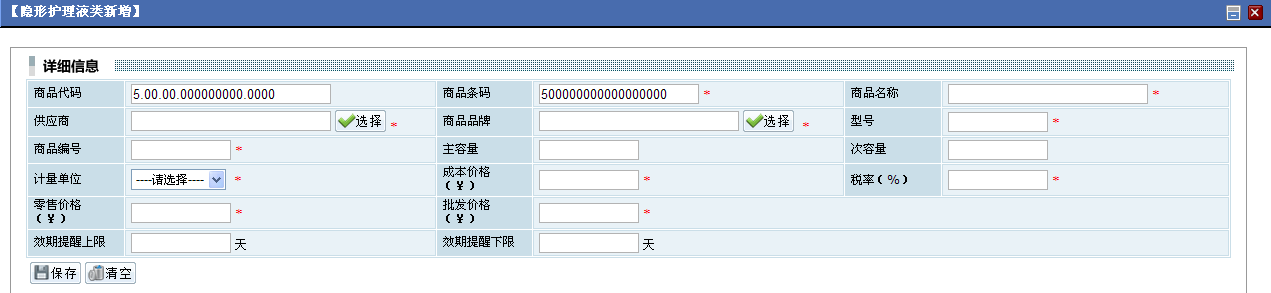 【隐形护理液类新增】
详细信息
商品代码 5.00.00.000000000.0000 商品条码 500000000000000000 * 商品名称 *
供应商 选择 * 商品品牌 选择 * 型号 *
商品编号 * 主容量 次容量
计量单位 ----请选择---- * 成本价格(￥) * 税率(%) *
零售价格(￥) * 批发价格(￥) *
效期提醒上限 天 效期提醒下限 天
保存 清空